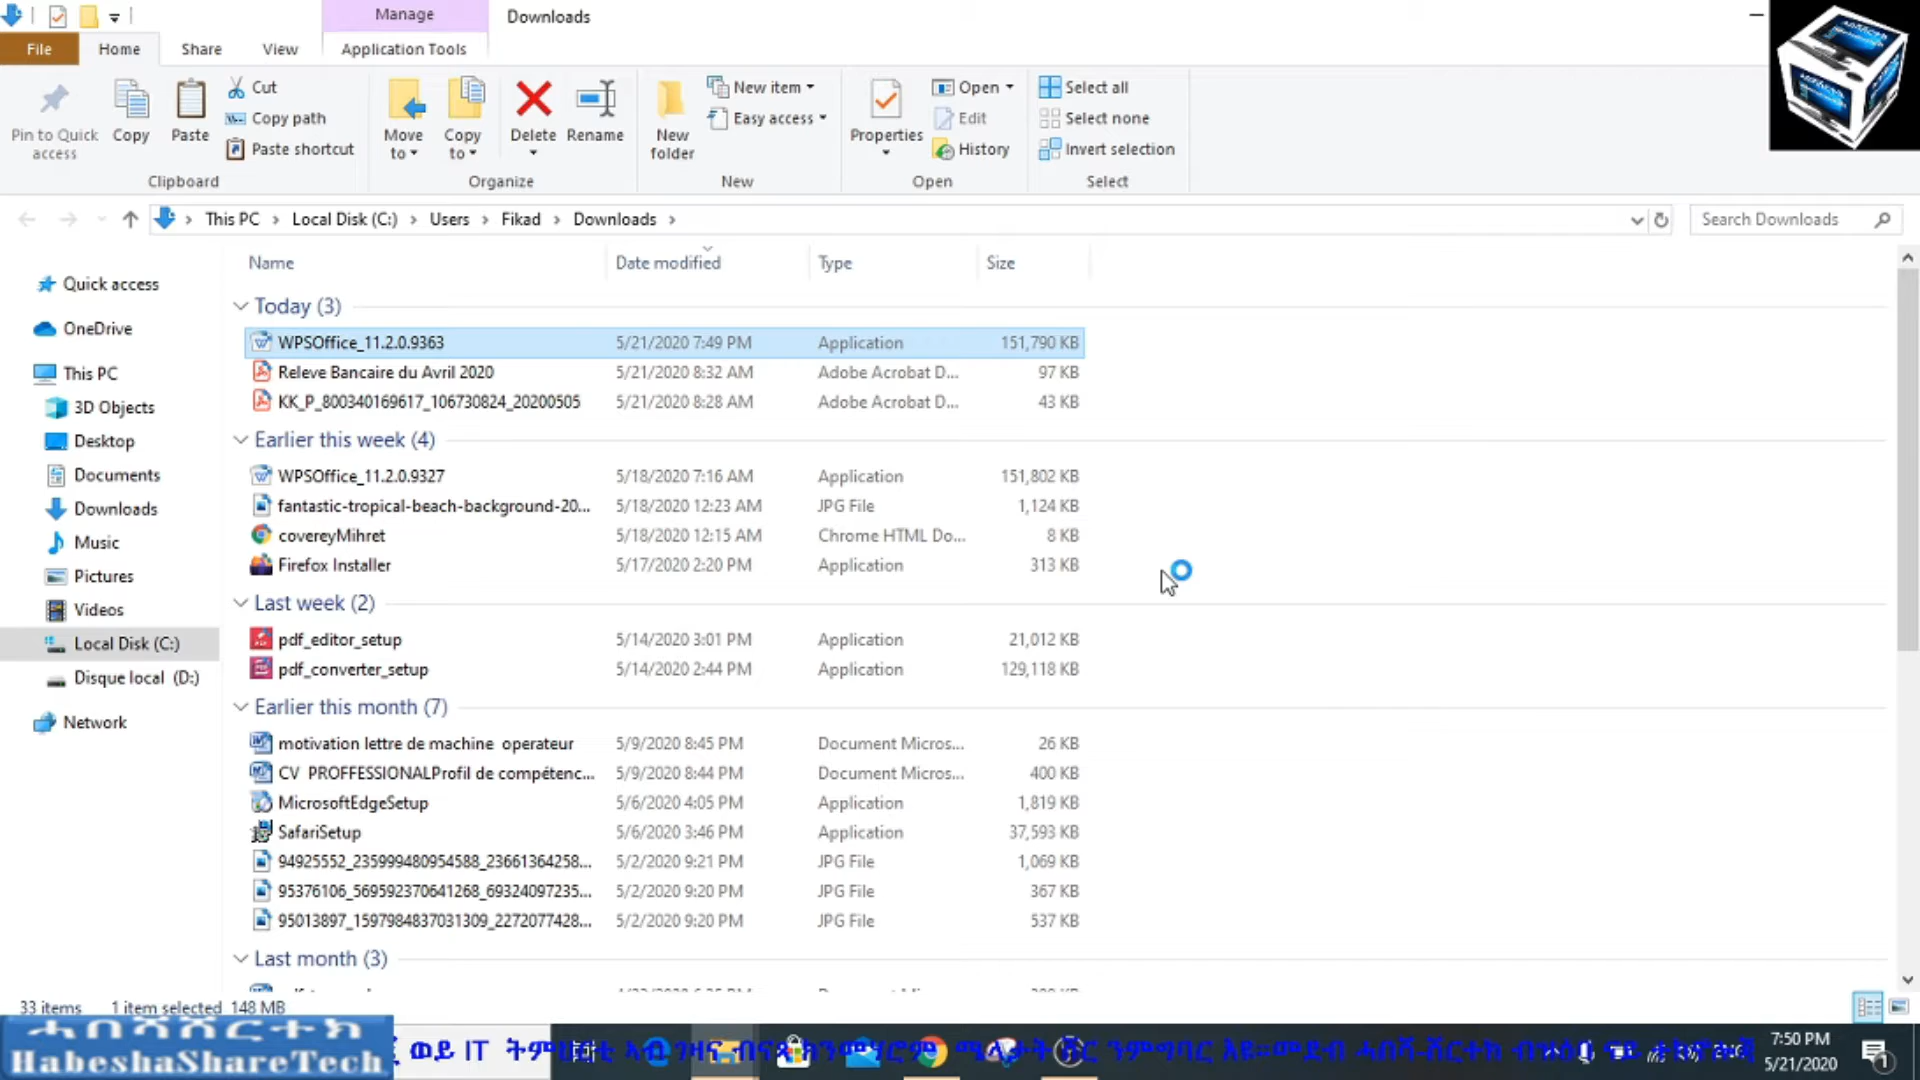 Manage
Downloads
File
Home
Share
View
Application Tools
Pin to Quick access
Copy
Paste
Cut
Copy path
Paste shortcut
Clipboard
Move to
Copy to
Delete
Rename
Organize
New folder
New item
Easy access
New
Properties
Open
Edit
History
Open
Select all
Select none
Invert selection
Select
This PC > Local Disk (C:) > Users > Fikad > Downloads >
Search Downloads
Name Date modified Type Size
Quick access
OneDrive
This PC
3D Objects
Desktop
Documents
Downloads
Music
Pictures
Videos
Local Disk (C:)
Disque local (D:)
Network
Today (3)
WPSOffice_11.2.0.9363 5/21/2020 7:49 PM Application 151,790 KB
Releve Bancaire du Avril 2020 5/21/2020 8:32 AM Adobe Acrobat D... 97 KB
KK_P_800340169617_106730824_20200505 5/21/2020 8:28 AM Adobe Acrobat D... 43 KB
Earlier this week (4)
WPSOffice_11.2.0.9327 5/18/2020 7:16 AM Application 151,802 KB
fantastic-tropical-beach-background-20... 5/18/2020 12:23 AM JPG File 1,124 KB
covereyMihret 5/18/2020 12:15 AM Chrome HTML Do... 8 KB
Firefox Installer 5/17/2020 2:20 PM Application 313 KB
Last week (2)
pdf_editor_setup 5/14/2020 3:01 PM Application 21,012 KB
pdf_converter_setup 5/14/2020 2:44 PM Application 129,118 KB
Earlier this month (7)
motivation lettre de machine operateur 5/9/2020 8:45 PM Document Micros... 26 KB
CV PROFFESSIONALProfil de compétenc... 5/9/2020 8:44 PM Document Micros... 400 KB
MicrosoftEdgeSetup 5/6/2020 4:05 PM Application 1,819 KB
SafariSetup 5/6/2020 3:46 PM Application 37,593 KB
94925552_235999480954588_23661364258... 5/2/2020 9:21 PM JPG File 1,069 KB
95376106_569592370641268_69324097235... 5/2/2020 9:20 PM JPG File 367 KB
95013897_1597984837031309_2272077428... 5/2/2020 9:20 PM JPG File 537 KB
Last month (3)
33 items 1 item selected 148 MB
ሓበሻሸርተክ
HabeshaShareTech
ወይ IT
7:50 PM
5/21/2020